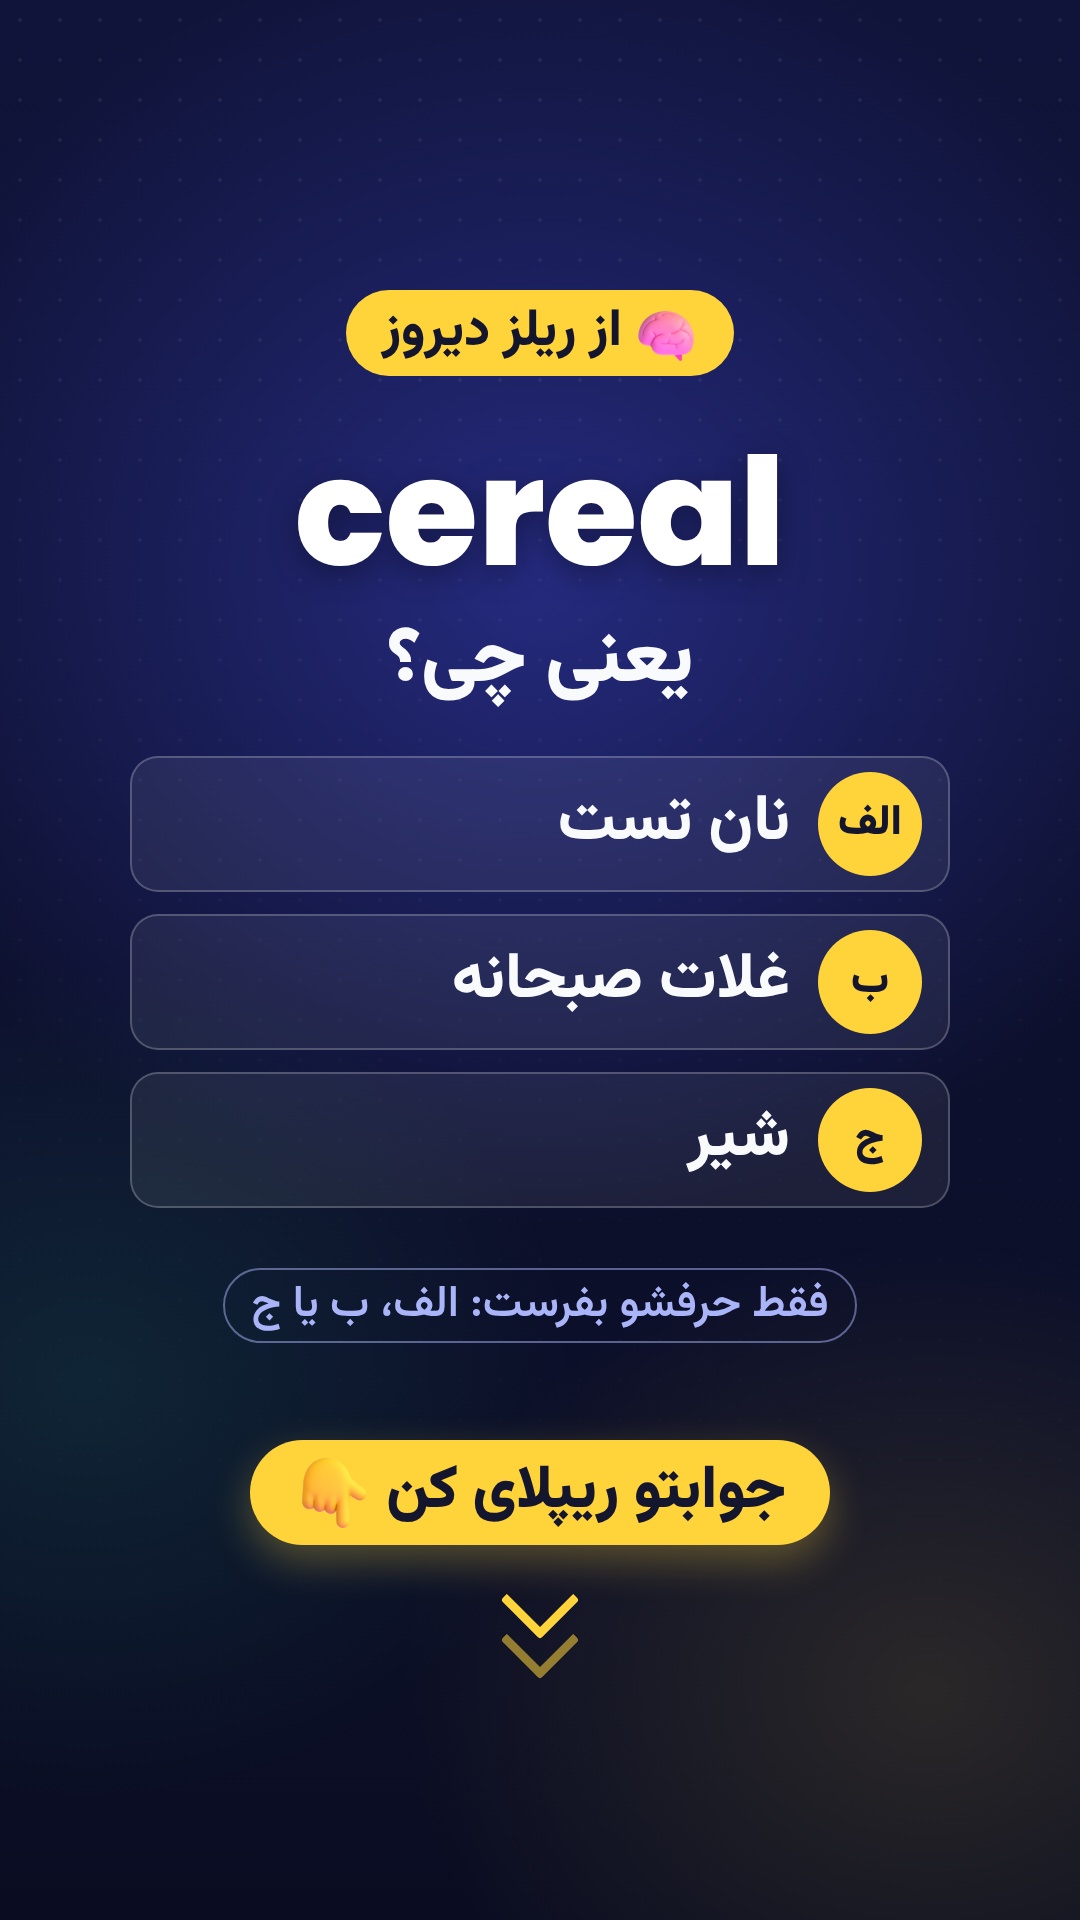 🧠 از ریلز دیروز
cereal
یعنی چی؟
الف نان تست
ب غلات صبحانه
ج شیر
فقط حرفشو بفرست: الف، ب یا ج
جوابتو ریپلای کن 👇